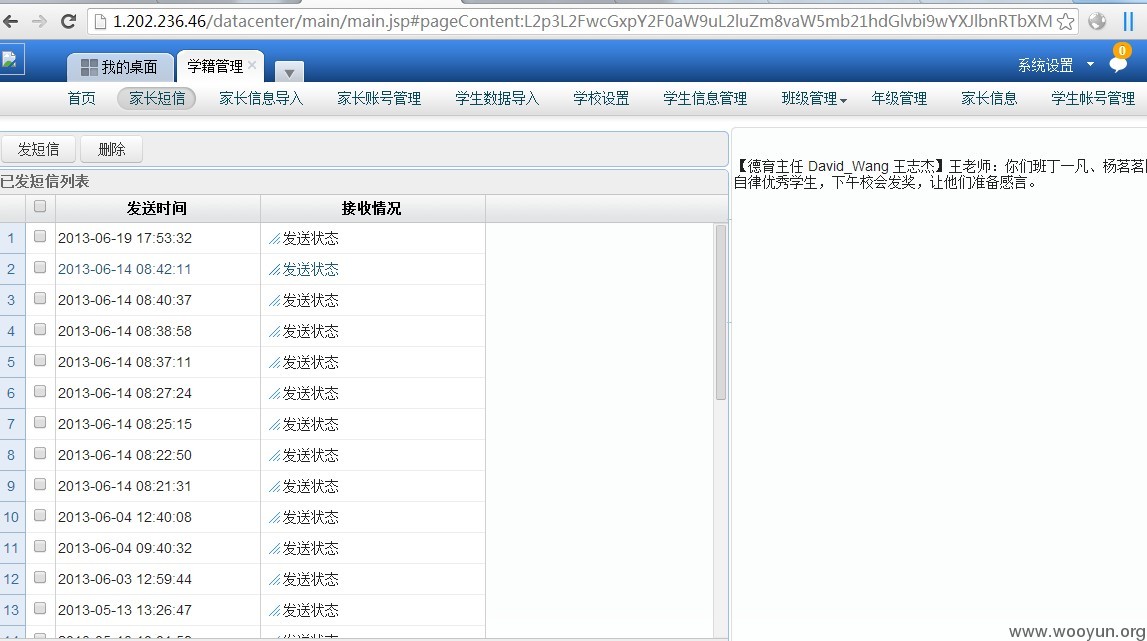 1.202.236.46/datacenter/main/main.jsp#pageContent:L2p3L2FwcGxpY2F0aW9uL2luZm8vaW5mb21hdGlvbi9wYXJlbnRTbXM
我的桌面 学籍管理 系统设置 0
首页 家长短信 家长信息导入 家长账号管理 学生数据导入 学校设置 学生信息管理 班级管理 年级管理 家长信息 学生帐号管理
发短信 删除
已发短信列表
发送时间 接收情况
1 2013-06-19 17:53:32 发送状态
2 2013-06-14 08:42:11 发送状态
3 2013-06-14 08:40:37 发送状态
4 2013-06-14 08:38:58 发送状态
5 2013-06-14 08:37:11 发送状态
6 2013-06-14 08:27:24 发送状态
7 2013-06-14 08:25:15 发送状态
8 2013-06-14 08:22:50 发送状态
9 2013-06-14 08:21:31 发送状态
10 2013-06-04 12:40:08 发送状态
11 2013-06-04 09:40:32 发送状态
12 2013-06-03 12:59:44 发送状态
13 2013-05-13 13:26:47 发送状态
【德育主任 David_Wang 王志杰】王老师：你们班丁一凡、杨茗茗
自律优秀学生，下午校会发奖，让他们准备感言。
www.wooyun.org